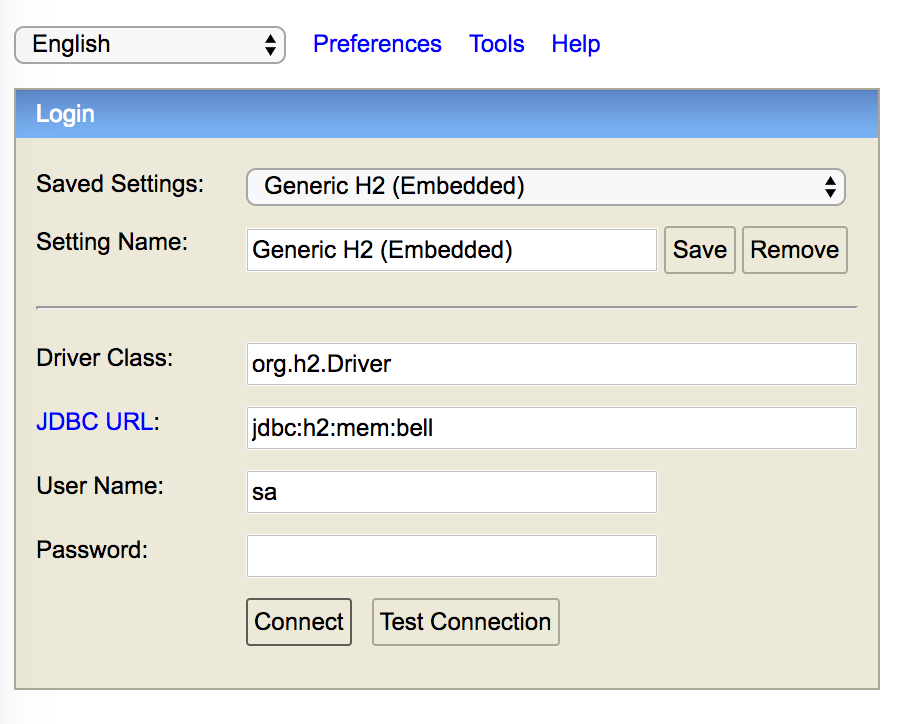 English Preferences Tools Help
Login
Saved Settings: Generic H2 (Embedded)
Setting Name: Generic H2 (Embedded) Save Remove
Driver Class: org.h2.Driver
JDBC URL: jdbc:h2:mem:bell
User Name: sa
Password:
Connect Test Connection